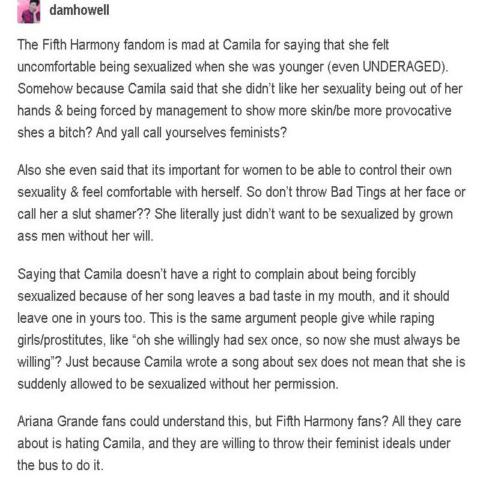 damhowell
The Fifth Harmony fandom is mad at Camila for saying that she felt
uncomfortable being sexualized when she was younger (even UNDERAGED).
Somehow because Camila said that she didn't like her sexuality being out of her
hands & being forced by management to show more skin/be more provocative
shes a bitch? And yall call yourselves feminists?
Also she even said that its important for women to be able to control their own
sexuality & feel comfortable with herself. So don't throw Bad Tings at her face or
call her a slut shamer?? She literally just didn't want to be sexualized by grown
ass men without her will.
Saying that Camila doesn't have a right to complain about being forcibly
sexualized because of her song leaves a bad taste in my mouth, and it should
leave one in yours too. This is the same argument people give while raping
girls/prostitutes, like “oh she willingly had sex once, so now she must always be
willing”? Just because Camila wrote a song about sex does not mean that she is
suddenly allowed to be sexualized without her permission.
Ariana Grande fans could understand this, but Fifth Harmony fans? All they care
about is hating Camila, and they are willing to throw their feminist ideals under
the bus to do it.